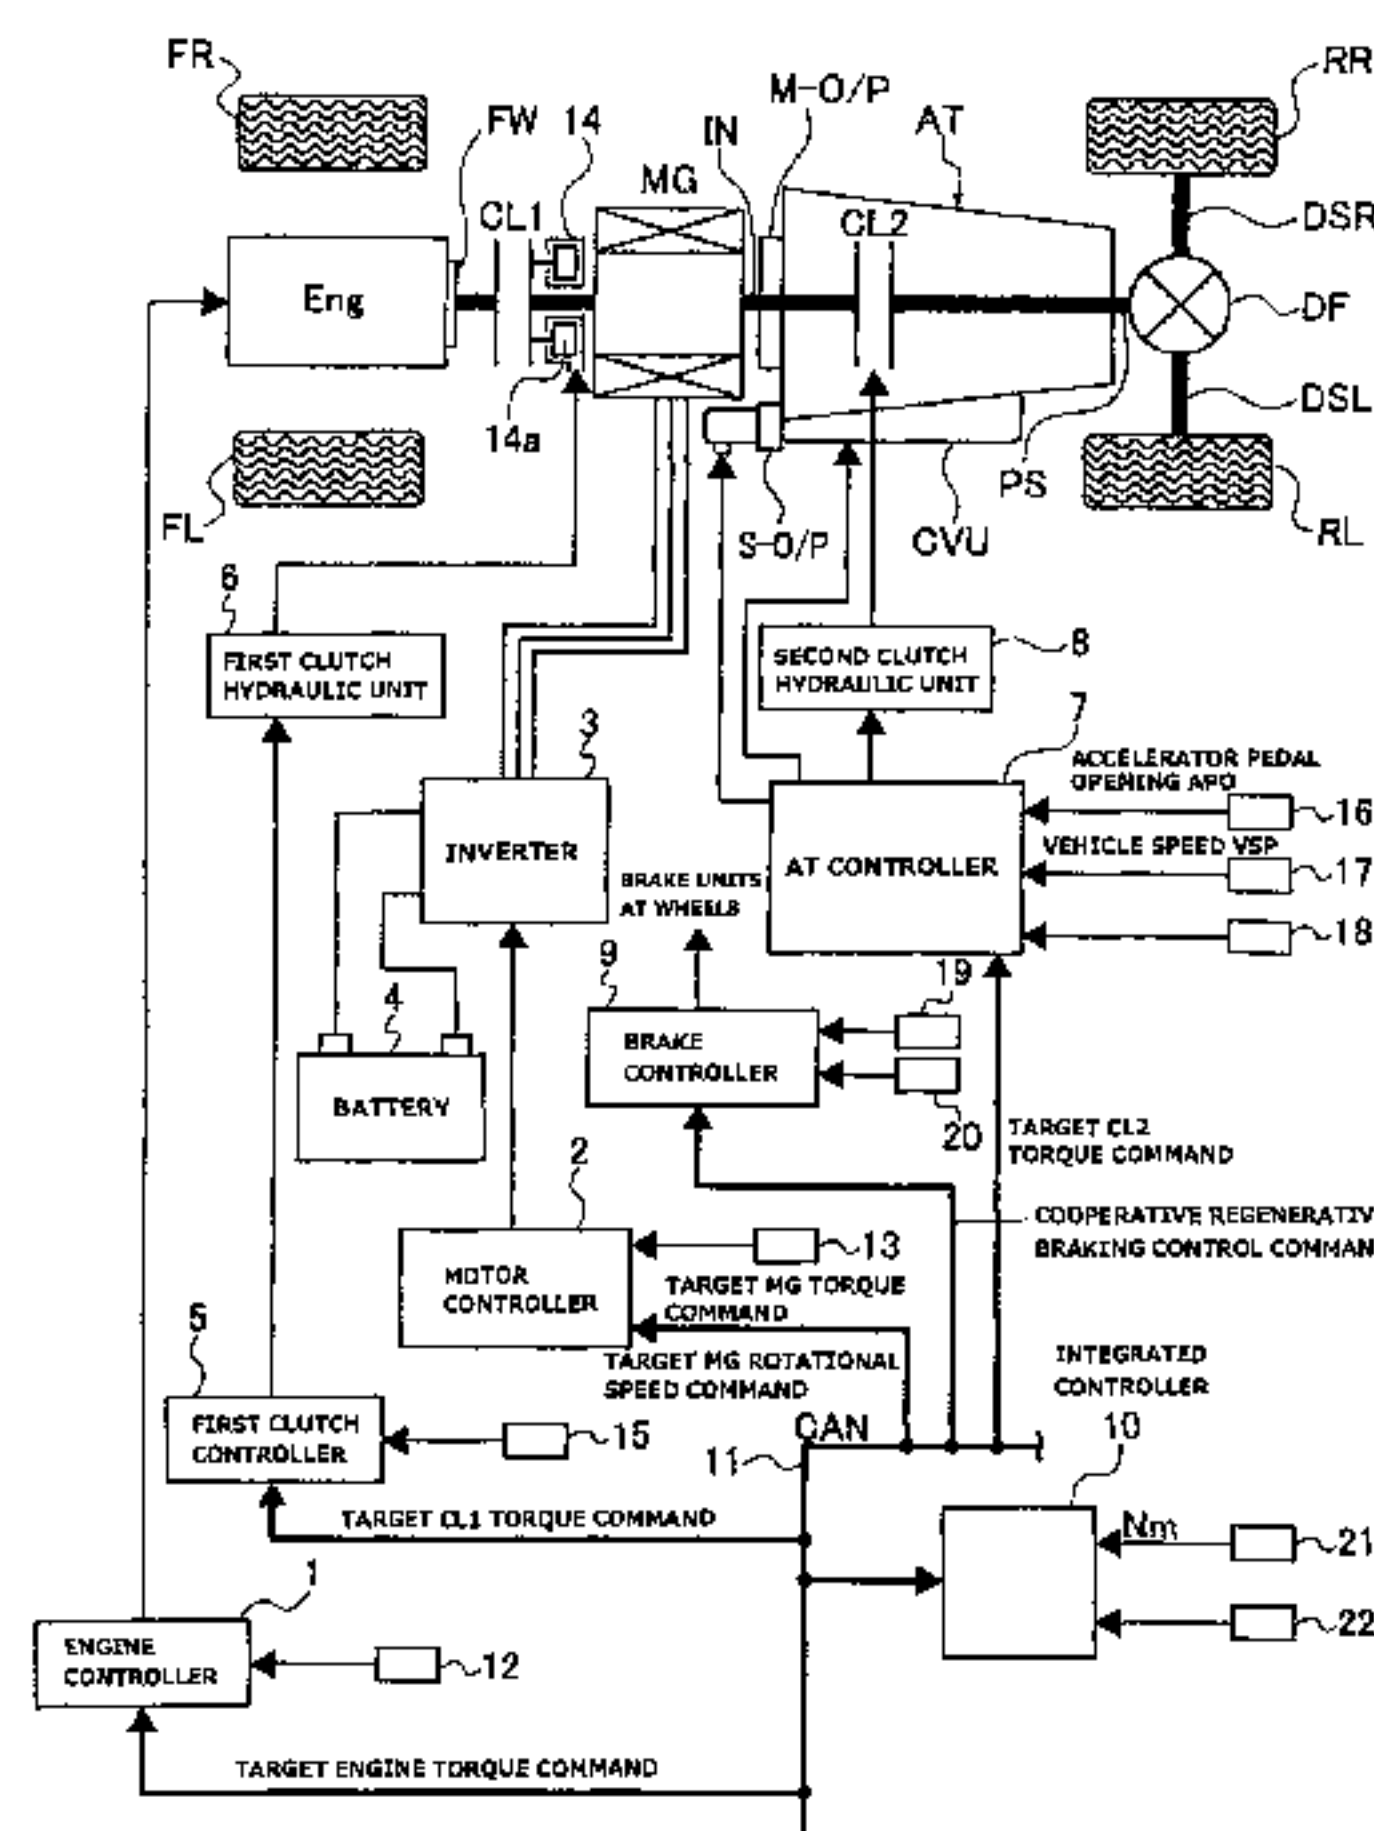 FR
RR
M-O/P
FW
14
IN
AT
MG
CL1
CL2
DSR
Eng
DF
DSL
14a
PS
FL
S-O/P
CVU
RL
6
FIRST CLUTCH
HYDRAULIC UNIT
SECOND CLUTCH
HYDRAULIC UNIT
8
3
7
ACCELERATOR PEDAL
OPENING APO
16
INVERTER
AT CONTROLLER
VEHICLE SPEED VSP
17
BRAKE UNITS
AT WHEELS
18
9
19
4
BRAKE
CONTROLLER
BATTERY
20
TARGET CL2
TORQUE COMMAND
2
COOPERATIVE REGENERATIV
BRAKING CONTROL COMMAN
13
MOTOR
CONTROLLER
TARGET MG TORQUE
COMMAND
5
TARGET MG ROTATIONAL
SPEED COMMAND
INTEGRATED
CONTROLLER
FIRST CLUTCH
CONTROLLER
15
CAN
10
11
TARGET CL1 TORQUE COMMAND
Nm
21
1
22
ENGINE
CONTROLLER
12
TARGET ENGINE TORQUE COMMAND